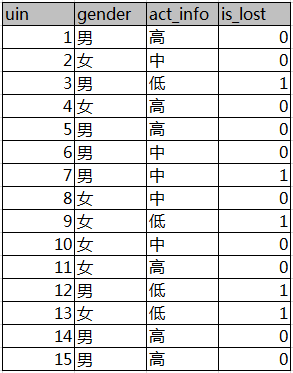 uin gender act_info is_lost
1 男 高 0
2 女 中 0
3 男 低 1
4 女 高 0
5 男 高 0
6 男 中 0
7 男 中 1
8 女 中 0
9 女 低 1
10 女 中 0
11 女 高 0
12 男 低 1
13 女 低 1
14 男 高 0
15 男 高 0